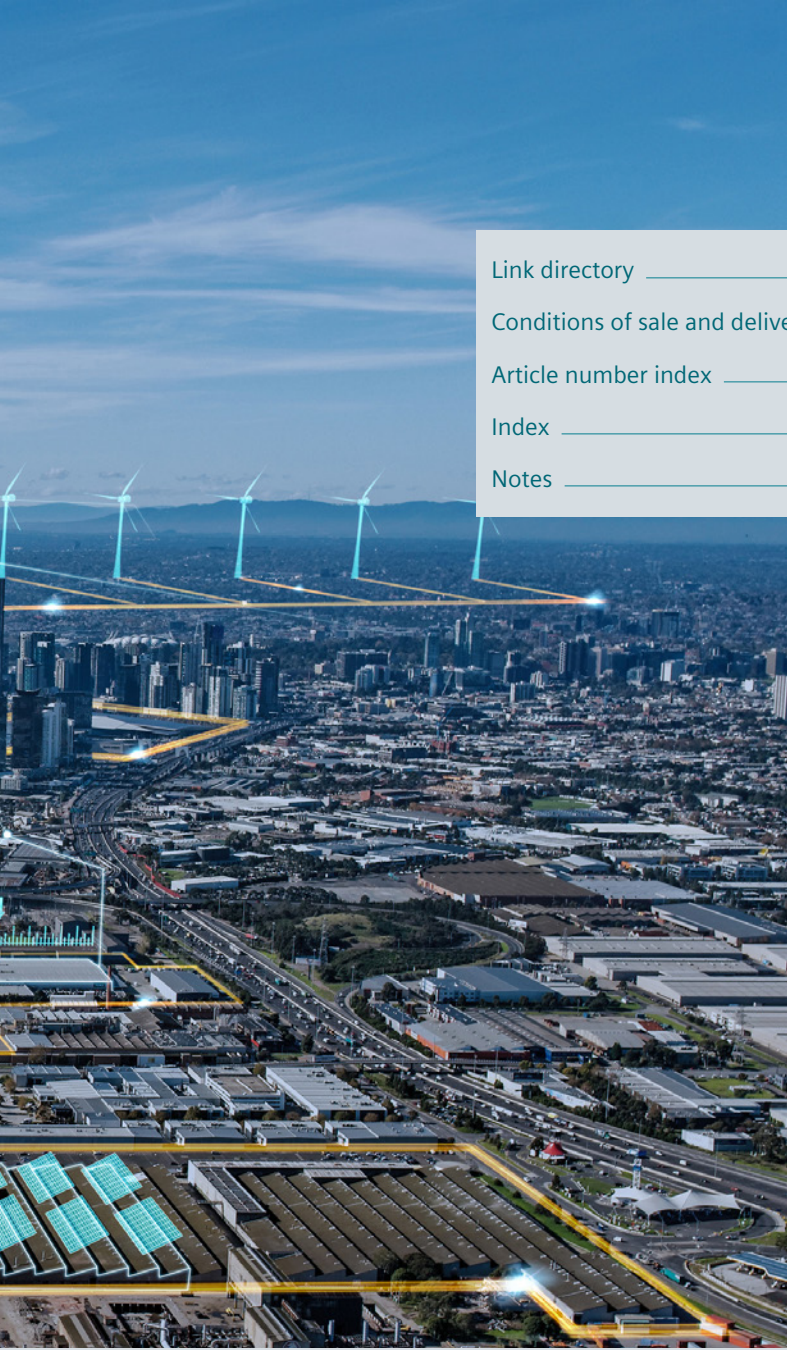 Link directory
Conditions of sale and delive
Article number index
Index
Notes